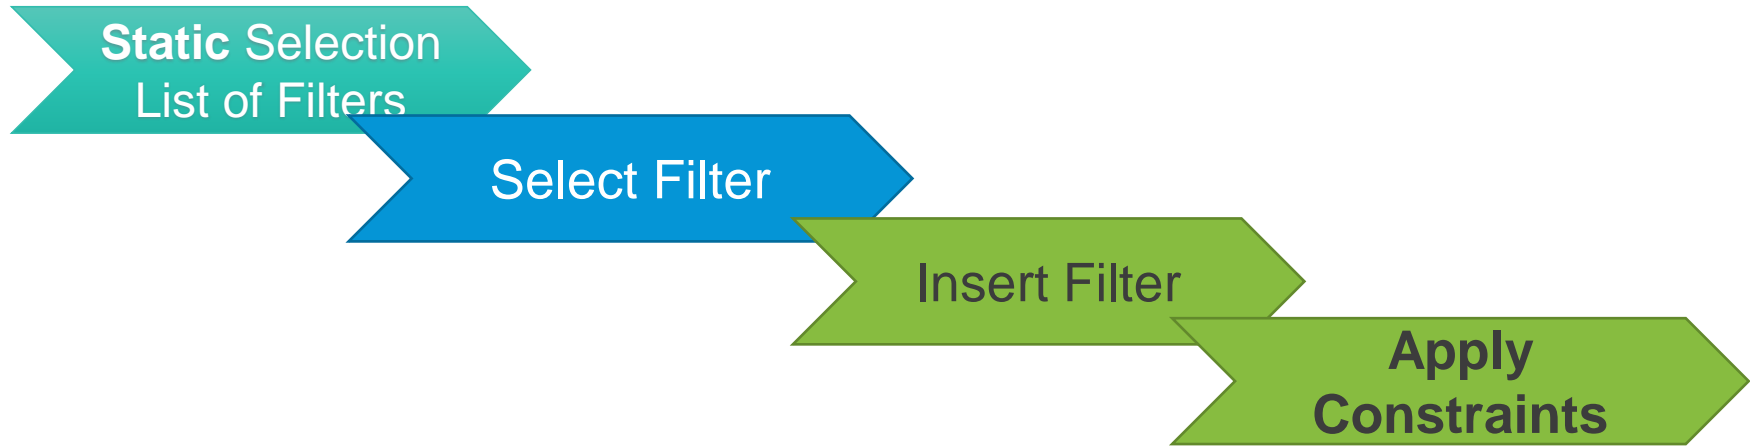 Static Selection
List of Filters
Select Filter
Insert Filter
Apply
Constraints